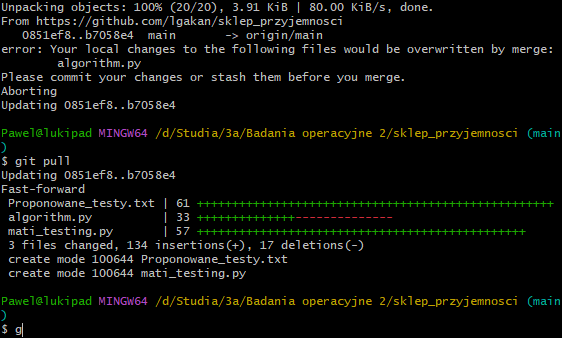 Unpacking objects: 100% (20/20), 3.91 KiB | 80.00 KiB/s, done.
From https://github.com/lgakan/sklep_przyjemnosci
   0851ef8..b7058e4  main       -> origin/main
error: Your local changes to the following files would be overwritten by merge:
        algorithm.py
Please commit your changes or stash them before you merge.
Aborting
Updating 0851ef8..b7058e4

Pawel@lukipad MINGW64 /d/Studia/3a/Badania operacyjne 2/sklep_przyjemnosci (main
)
$ git pull
Updating 0851ef8..b7058e4
Fast-forward
 Proponowane_testy.txt | 61 +++++++++++++++++++++++++++++++++++++++++++++++++++
 algorithm.py          | 33 ++++++++++++++--------------
 mati_testing.py       | 57 +++++++++++++++++++++++++++++++++++++++++++++++
 3 files changed, 134 insertions(+), 17 deletions(-)
 create mode 100644 Proponowane_testy.txt
 create mode 100644 mati_testing.py

Pawel@lukipad MINGW64 /d/Studia/3a/Badania operacyjne 2/sklep_przyjemnosci (main
)
$ g